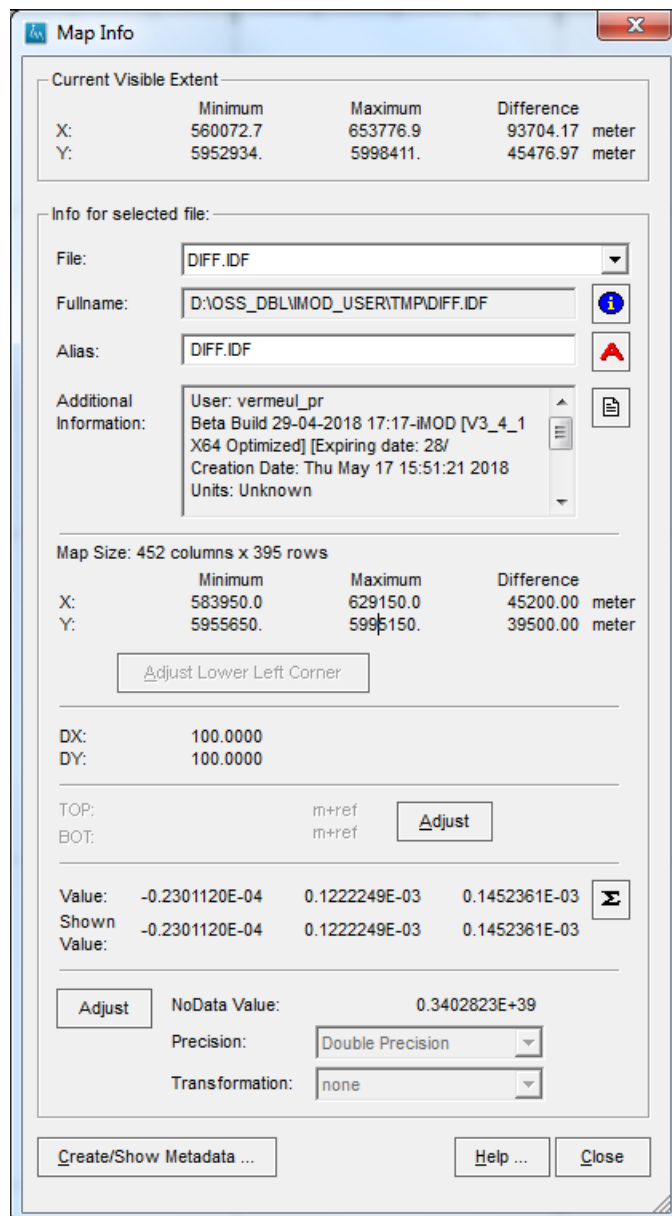 Map Info
Current Visible Extent
Minimum Maximum Difference
X: 560072.7 653776.9 93704.17 meter
Y: 5952934. 5998411. 45476.97 meter
Info for selected file:
File: DIFF.IDF
Fullname: D:\OSS_DBL\IMOD_USER\TMP\DIFF.IDF
Alias: DIFF.IDF
Additional Information: User: vermeul_pr
Beta Build 29-04-2018 17:17-iMOD [V3_4_1
X64 Optimized] [Expiring date: 28/
Creation Date: Thu May 17 15:51:21 2018
Units: Unknown
Map Size: 452 columns x 395 rows
Minimum Maximum Difference
X: 583950.0 629150.0 45200.00 meter
Y: 5955650. 5995150. 39500.00 meter
Adjust Lower Left Corner
DX: 100.0000
DY: 100.0000
TOP: m+ref
BOT: m+ref
Adjust
Value: -0.2301120E-04 0.1222249E-03 0.1452361E-03 Σ
Shown Value: -0.2301120E-04 0.1222249E-03 0.1452361E-03
Adjust NoData Value: 0.3402823E+39
Precision: Double Precision
Transformation: none
Create/Show Metadata ... Help ... Close